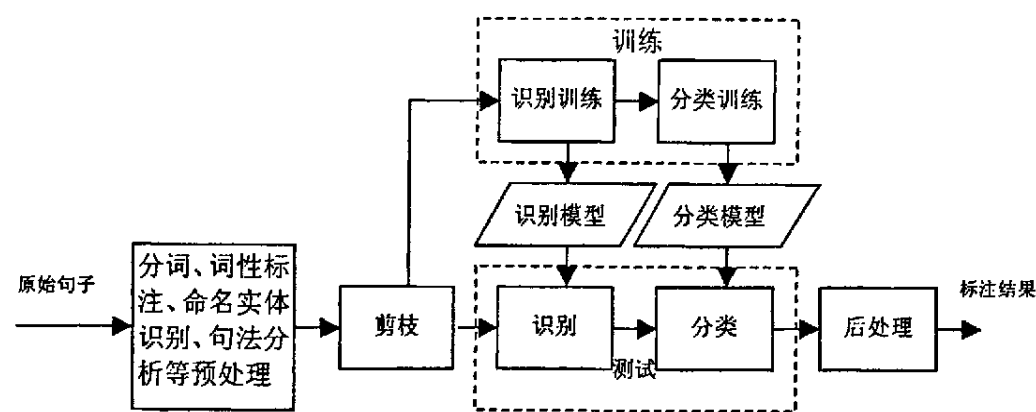 训练
识别训练
分类训练
识别模型
分类模型
原始句子
分词、词性标
注、命名实体
识别、句法分
析等预处理
剪枝
识别
分类
测试
后处理
标注结果